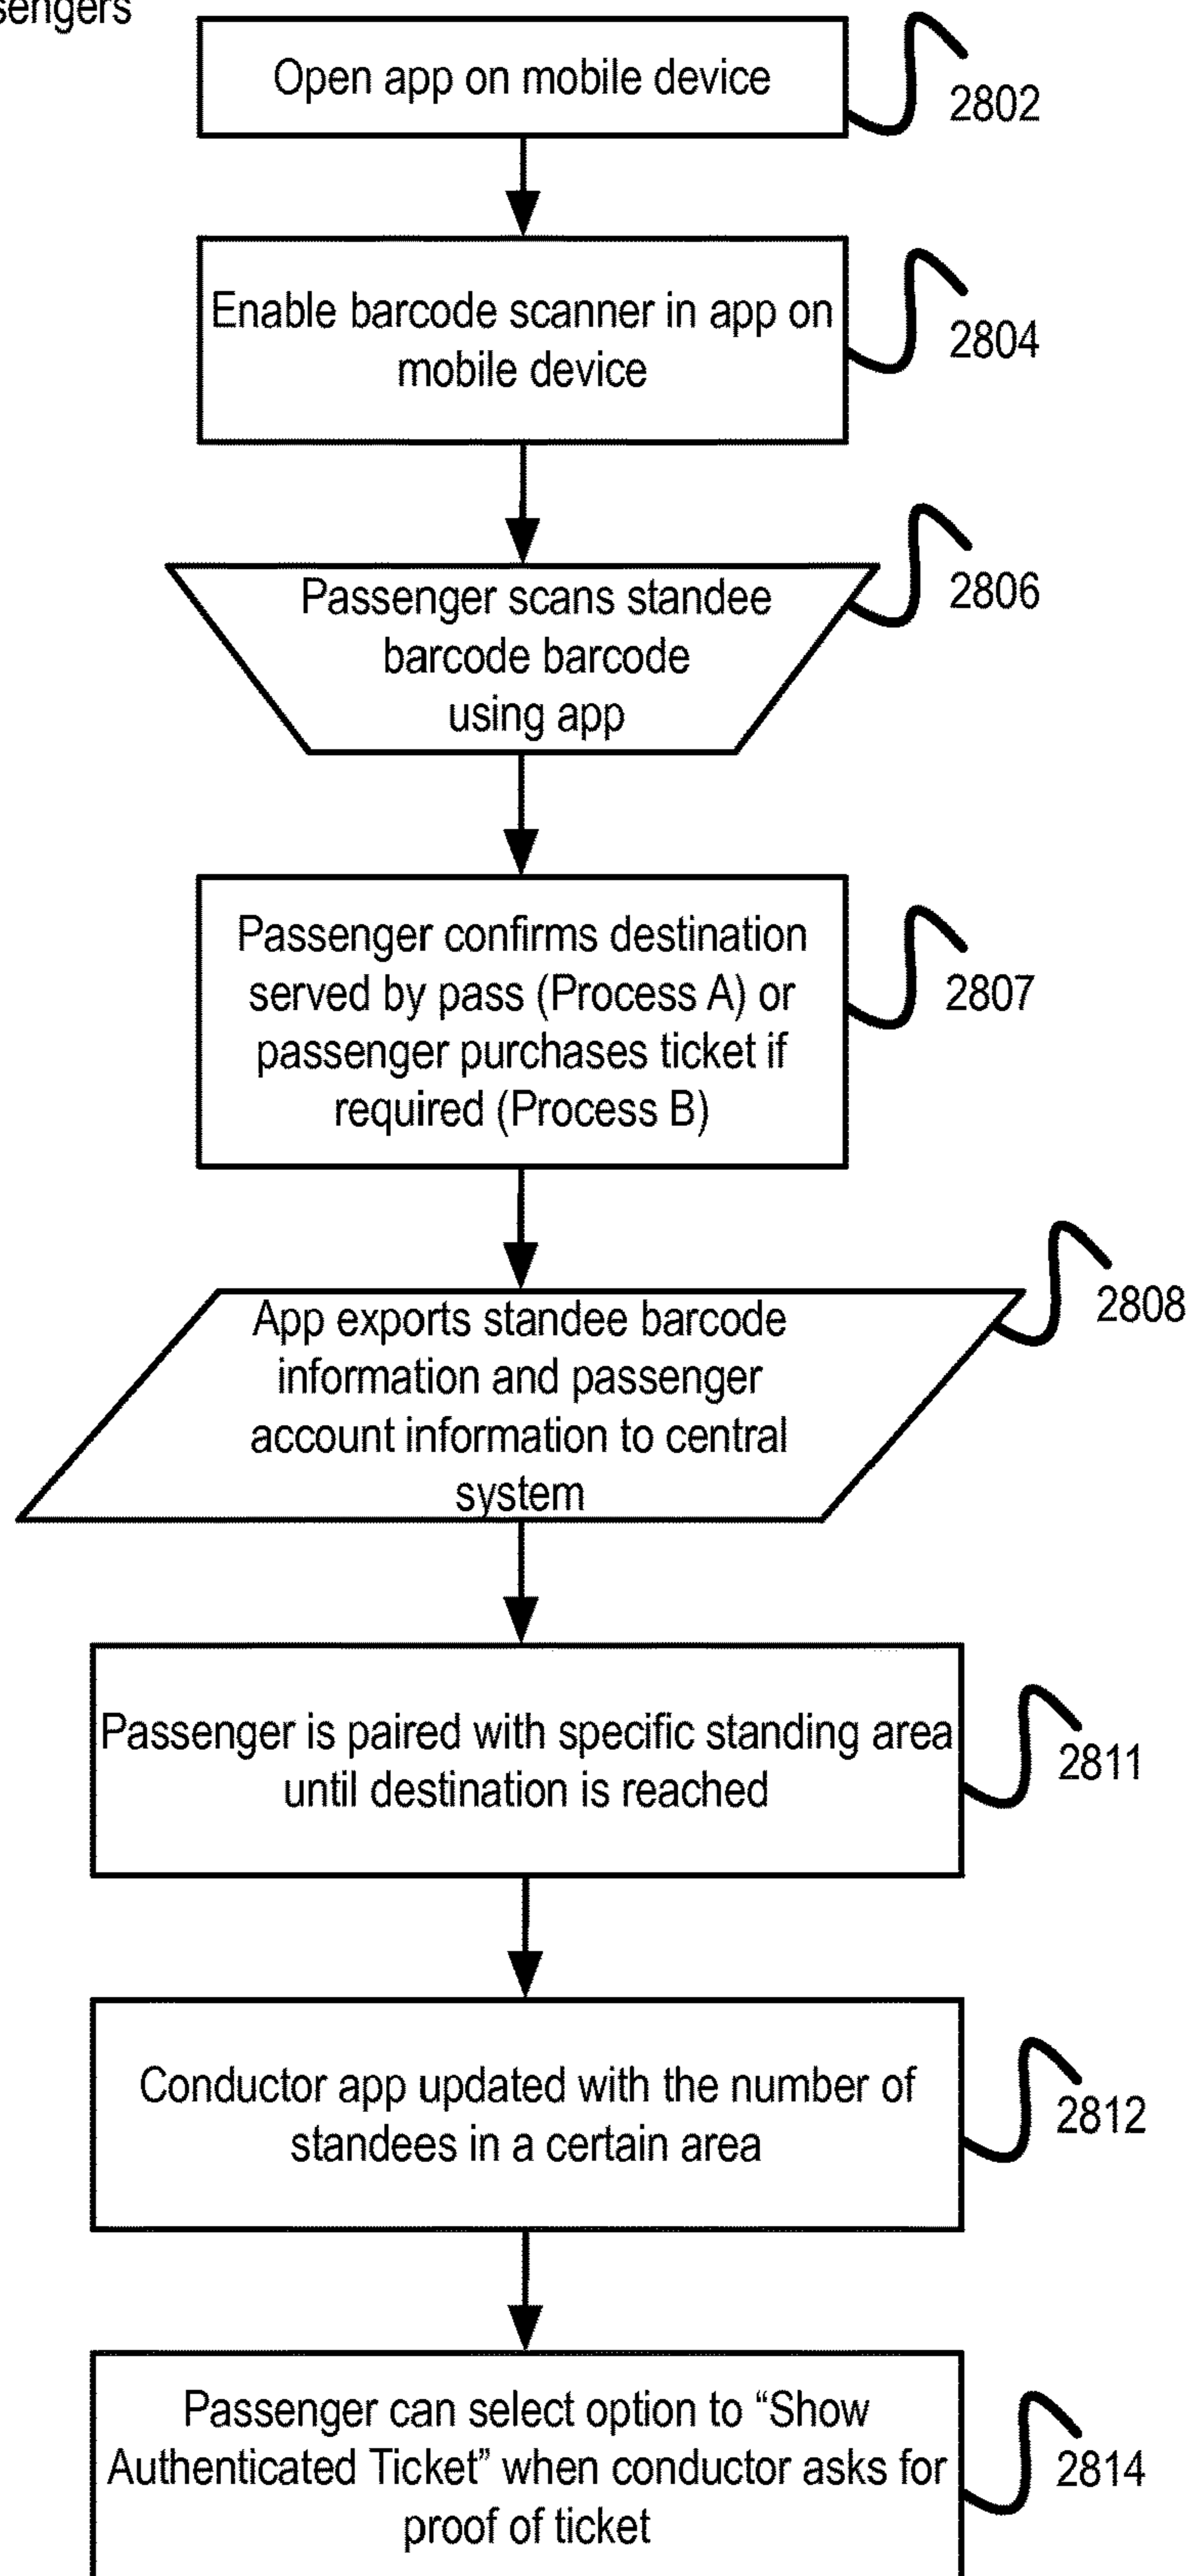 Open app on mobile device
2802
Enable barcode scanner in app on
mobile device
2804
Passenger scans standee
barcode barcode
using app
2806
Passenger confirms destination
served by pass (Process A) or
passenger purchases ticket if
required (Process B)
2807
App exports standee barcode
information and passenger
account information to central
system
2808
Passenger is paired with specific standing area
until destination is reached
2811
Conductor app updated with the number of
standees in a certain area
2812
Passenger can select option to “Show
Authenticated Ticket” when conductor asks for
proof of ticket
2814